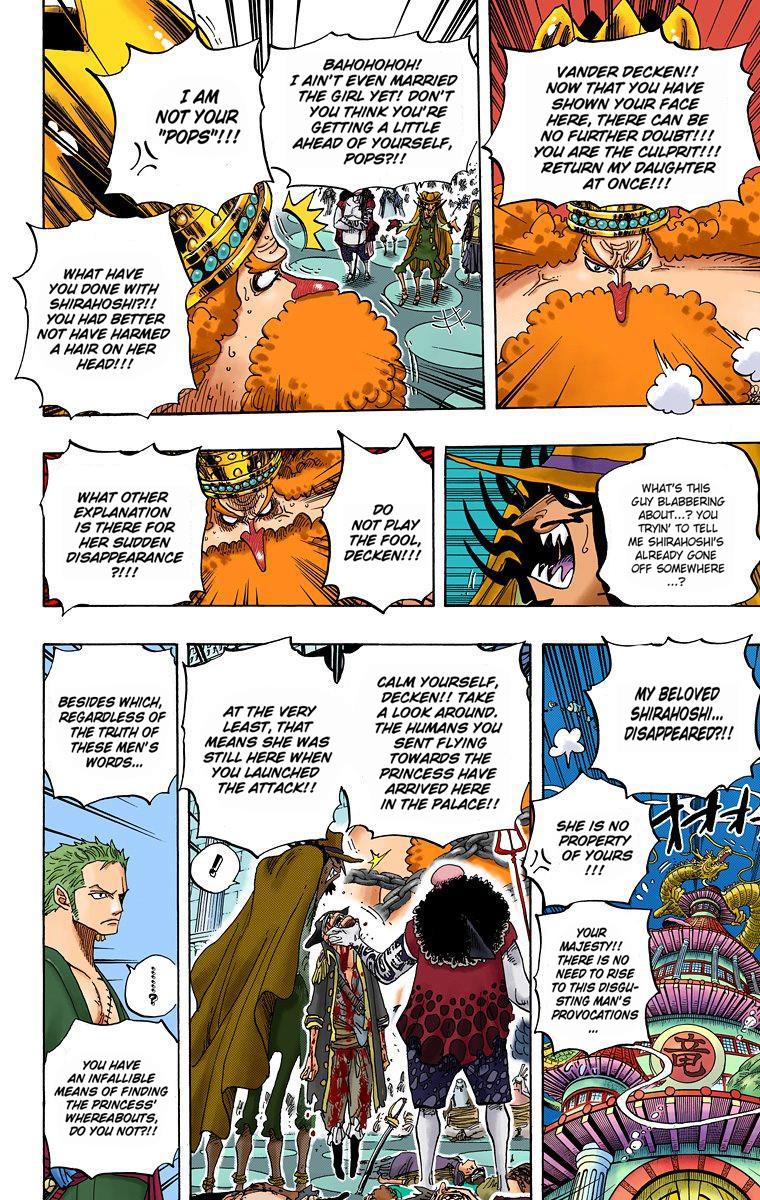 VANDER DECKEN!!
NOW THAT YOU HAVE
SHOWN YOUR FACE
HERE, THERE CAN
BE NO FURTHER DOUBT!!!
YOU ARE THE CULPRIT!!!
RETURN MY DAUGHTER
AT ONCE!!!
BAHOHOHOH!
I AIN'T EVEN MARRIED
THE GIRL YET! DON'T
YOU THINK YOU'RE
GETTING A LITTLE
AHEAD OF YOURSELF,
POPS?!!
I AM
NOT YOUR
"POPS"!!!
WHAT HAVE
YOU DONE WITH
SHIRAHOSHI?!!
YOU HAD BETTER
NOT HAVE HARMED
A HAIR ON HER
HEAD!!!
WHAT'S THIS
GUY BLABBERING
ABOUT...? YOU
TRYIN' TO TELL
ME SHIRAHOSHI'S
ALREADY GONE
OFF SOMEWHERE
...?
DO
NOT PLAY
THE FOOL,
DECKEN!!!
WHAT OTHER
EXPLANATION
IS THERE FOR
HER SUDDEN
DISAPPEARANCE
?!!!
MY BELOVED
SHIRAHOSHI...
DISAPPEARED?!!
オオオオ
SHE IS NO
PROPERTY
OF YOURS
!!!
YOUR
MAJESTY!!
THERE IS
NO NEED TO
RISE TO
THIS DISGU-
STING MAN'S
PROVOCATIONS
...
竜
CALM YOURSELF,
DECKEN!! TAKE
A LOOK AROUND.
THE HUMANS YOU
SENT FLYING
TOWARDS THE
PRINCESS HAVE
ARRIVED HERE
IN THE PALACE!!
AT THE VERY
LEAST, THAT
MEANS SHE WAS
STILL HERE WHEN
YOU LAUNCHED
THE ATTACK!!
!
BESIDES WHICH,
REGARDLESS OF
THE TRUTH OF
THESE MEN'S
WORDS...
......?
YOU HAVE
AN INFALLIBLE
MEANS OF FINDING
THE PRINCESS'
WHEREABOUTS,
DO YOU NOT?!!